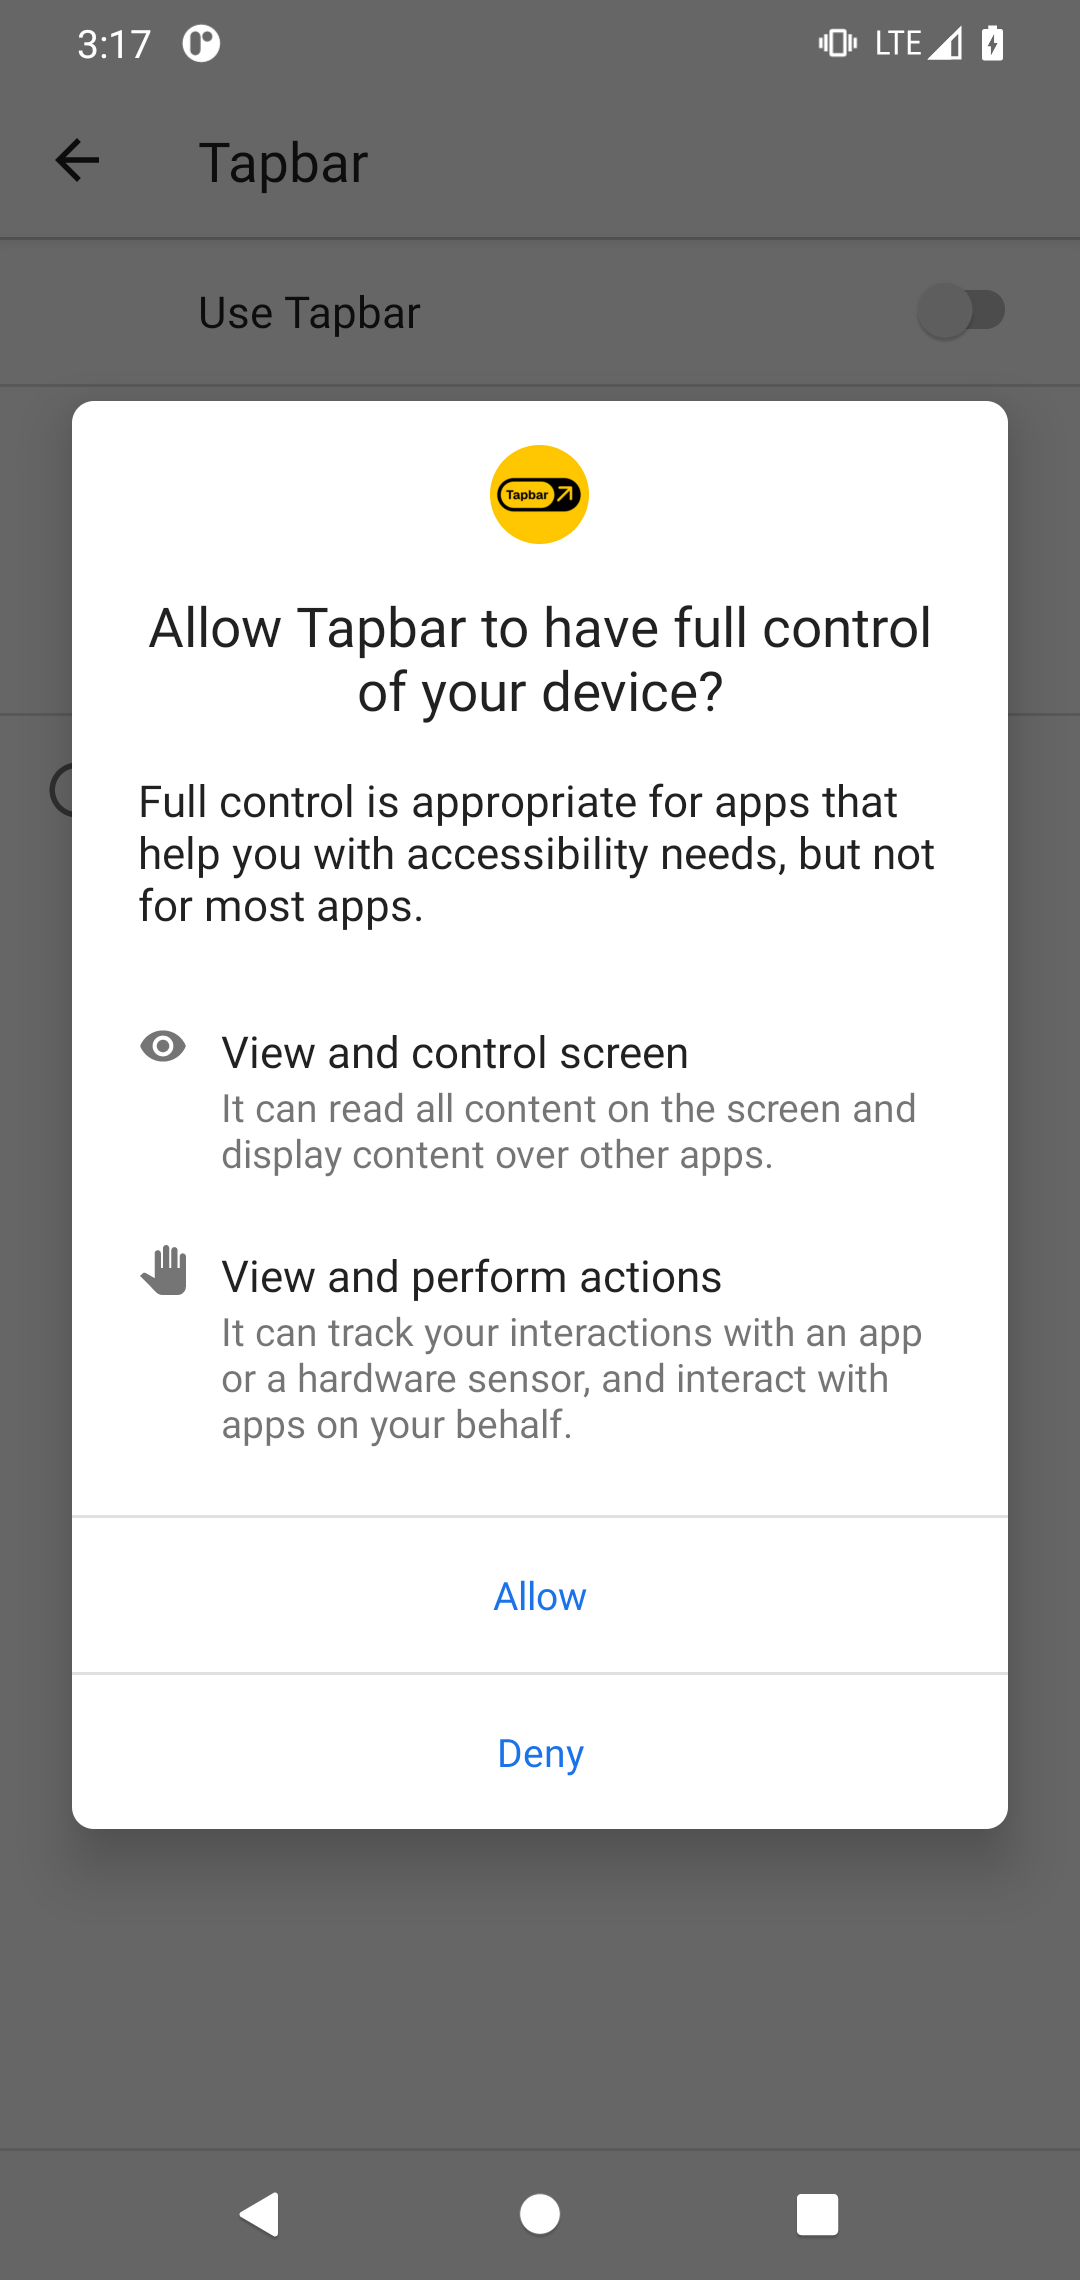 3:17
LTE
Tapbar
Use Tapbar
Tapbar
Allow Tapbar to have full control
of your device?
Full control is appropriate for apps that
help you with accessibility needs, but not
for most apps.
View and control screen
It can read all content on the screen and
display content over other apps.
View and perform actions
It can track your interactions with an app
or a hardware sensor, and interact with
apps on your behalf.
Allow
Deny